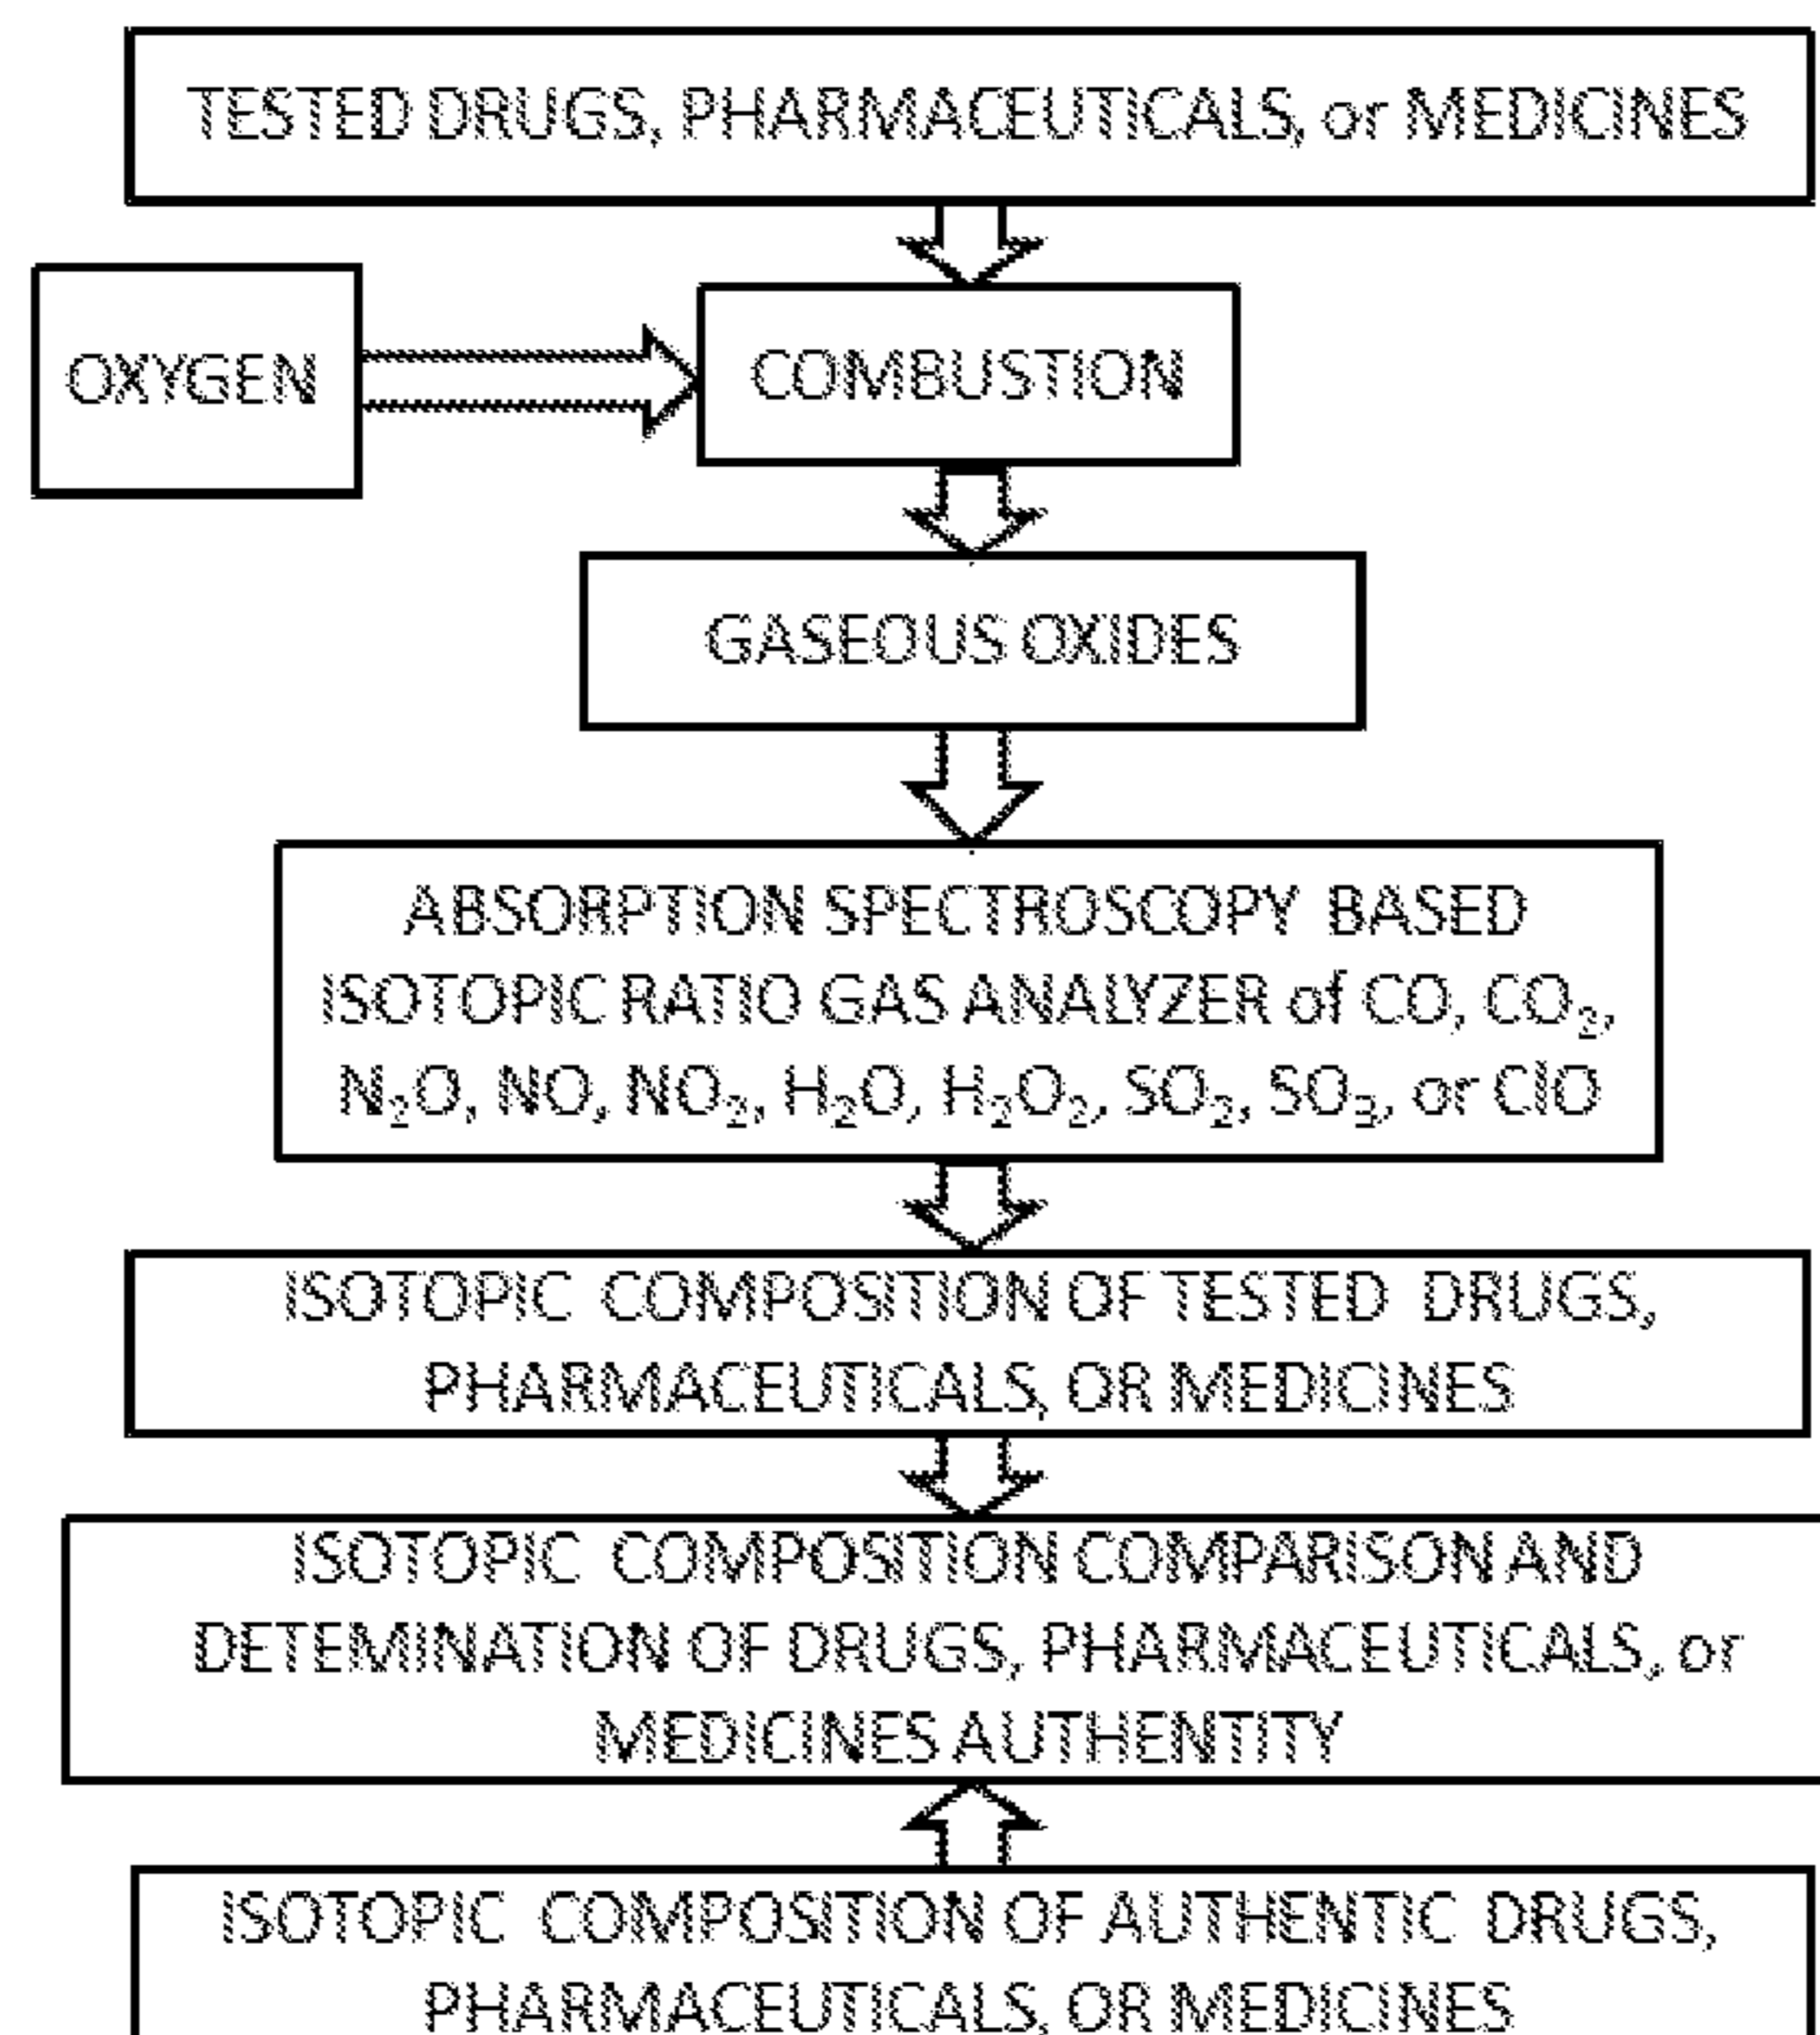 TESTED DRUGS, PHARMACEUTICALS, or MEDICINES
OXYGEN
COMBUSTION
GASEOUS OXIDES
ABSORPTION SPECTROSCOPY BASED
ISOTOPIC RATIO GAS ANALYZER of CO, CO₂,
N₂O, NO, NO₂, H₂O, H₂O₂, SO₂, SO₃, or ClO
ISOTOPIC COMPOSITION OF TESTED DRUGS,
PHARMACEUTICALS, OR MEDICINES
ISOTOPIC COMPOSITION COMPARISON AND
DETEMINATION OF DRUGS, PHARMACEUTICALS, or
MEDICINES AUTHENTITY
ISOTOPIC COMPOSITION OF AUTHENTIC DRUGS,
PHARMACEUTICALS, OR MEDICINES